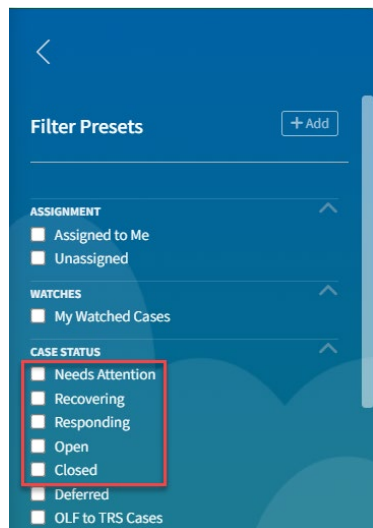 Filter Presets
+ Add
ASSIGNMENT
Assigned to Me
Unassigned
WATCHES
My Watched Cases
CASE STATUS
Needs Attention
Recovering
Responding
Open
Closed
Deferred
OLF to TRS Cases